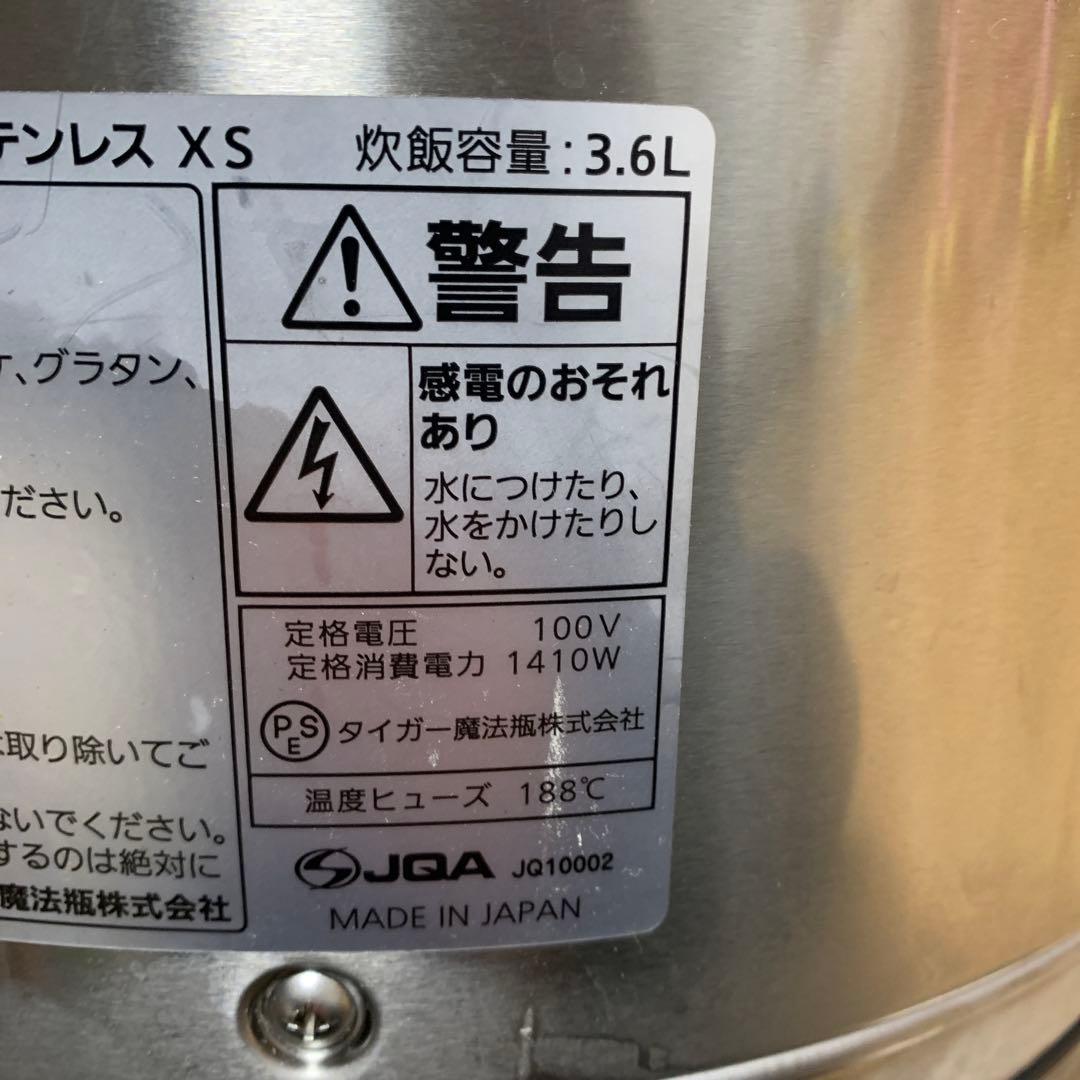 テンレス XS 炊飯容量:3.6L
警告
感電のおそれ
あり
水につけたり、
水をかけたりし
ない。
、グラタン、
ださい。
取り除いてご
ないでください。
するのは絶対に
魔法瓶株式会社
定格電圧 100V
定格消費電力 1410W
PSE タイガー魔法瓶株式会社
温度ヒューズ 188℃
JQA JQ10002
MADE IN JAPAN